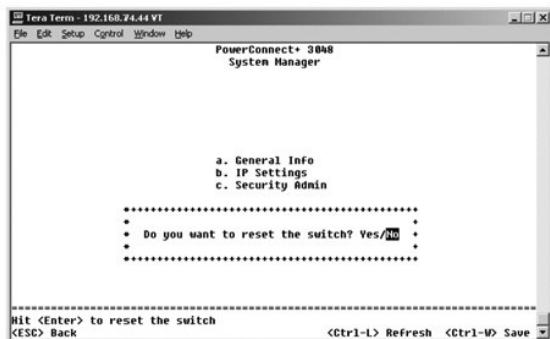 Tera Term - 192.168.74.44 VT
File Edit Setup Control Window Help
PowerConnect+ 3048
System Manager
a. General Info
b. IP Settings
c. Security Admin
Do you want to reset the switch? Yes/No
Hit <Enter> to reset the switch
<ESC> Back <Ctrl-L> Refresh <Ctrl-W> Save